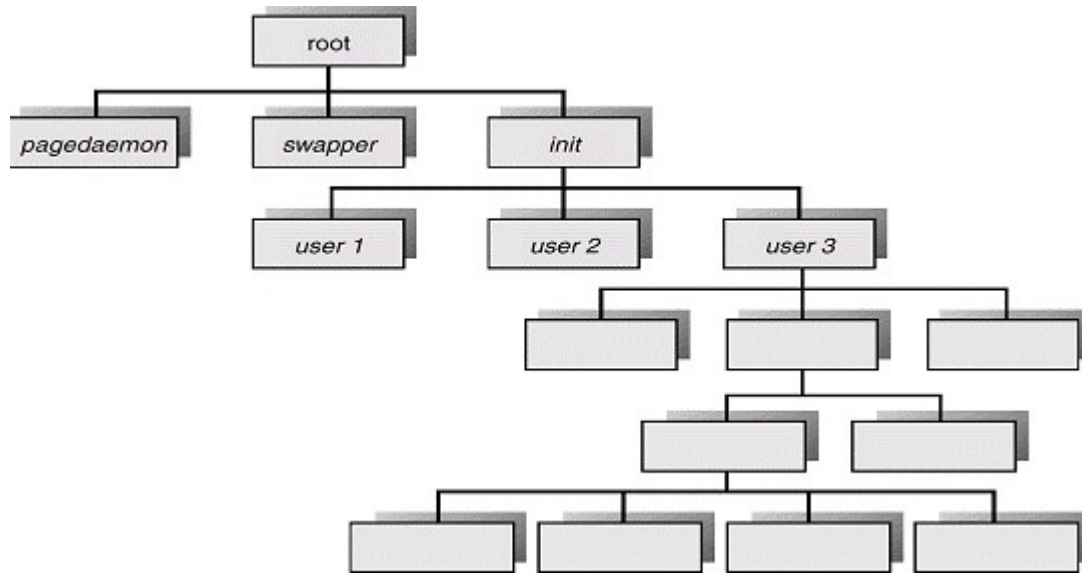 root
pagedaemon
swapper
init
user 1
user 2
user 3